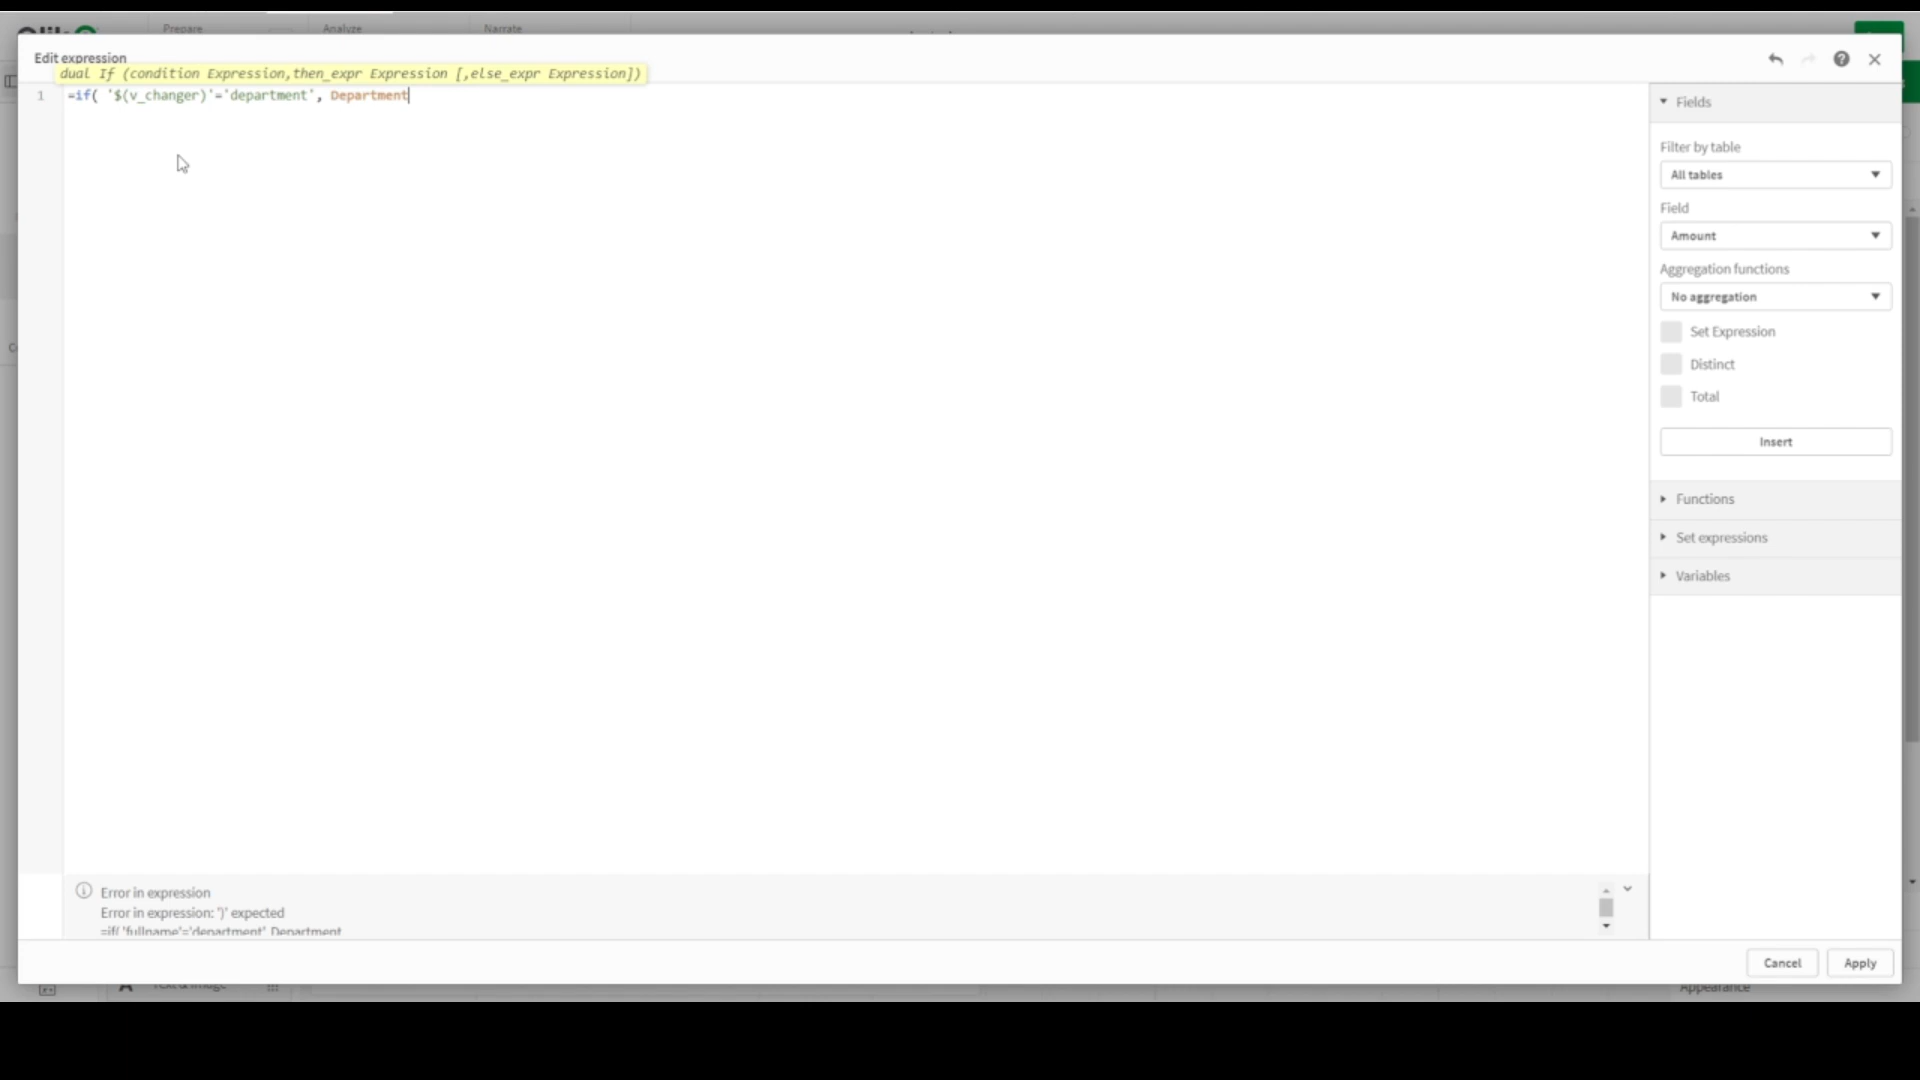 Prepare
Analyze
Narrate
Edit expression
dual If (condition Expression,then_expr Expression [,else_expr Expression])
1 =if( '$(v_changer)'='department', Department
Fields
Filter by table
All tables
Field
Amount
Aggregation functions
No aggregation
Set Expression
Distinct
Total
Insert
Functions
Set expressions
Variables
Error in expression
Error in expression: ')' expected
=if( 'fullname'='department', Department
Cancel
Apply
Text & image
Appearance